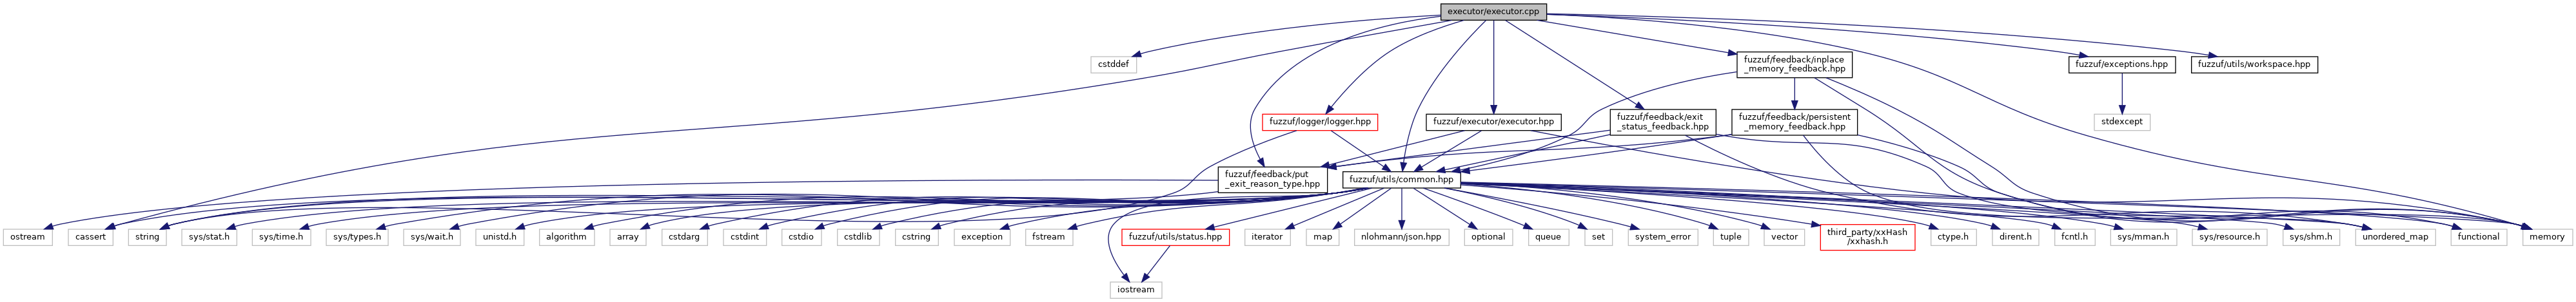 executor/executor.cpp
cstddef
fuzzuf/feedback/inplace
_memory_feedback.hpp
fuzzuf/exceptions.hpp
fuzzuf/utils/workspace.hpp
fuzzuf/logger/logger.hpp
fuzzuf/executor/executor.hpp
fuzzuf/feedback/exit
_status_feedback.hpp
fuzzuf/feedback/persistent
_memory_feedback.hpp
stdexcept
fuzzuf/feedback/put
_exit_reason_type.hpp
fuzzuf/utils/common.hpp
ostream
cassert
string
sys/stat.h
sys/time.h
sys/types.h
sys/wait.h
unistd.h
algorithm
array
cstdarg
cstdint
cstdio
cstdlib
cstring
exception
fstream
fuzzuf/utils/status.hpp
iterator
map
nlohmann/json.hpp
optional
queue
set
system_error
tuple
vector
third_party/xxHash
/xxhash.h
ctype.h
dirent.h
fcntl.h
sys/mman.h
sys/resource.h
sys/shm.h
unordered_map
functional
memory
iostream